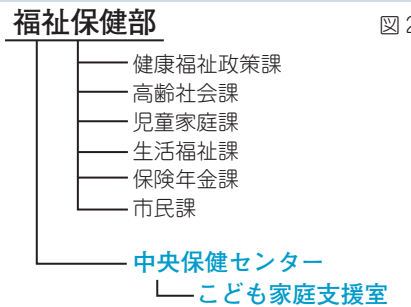 福祉保健部
図2
健康福祉政策課
高齢社会課
児童家庭課
生活福祉課
保険年金課
市民課
中央保健センター
こども家庭支援室